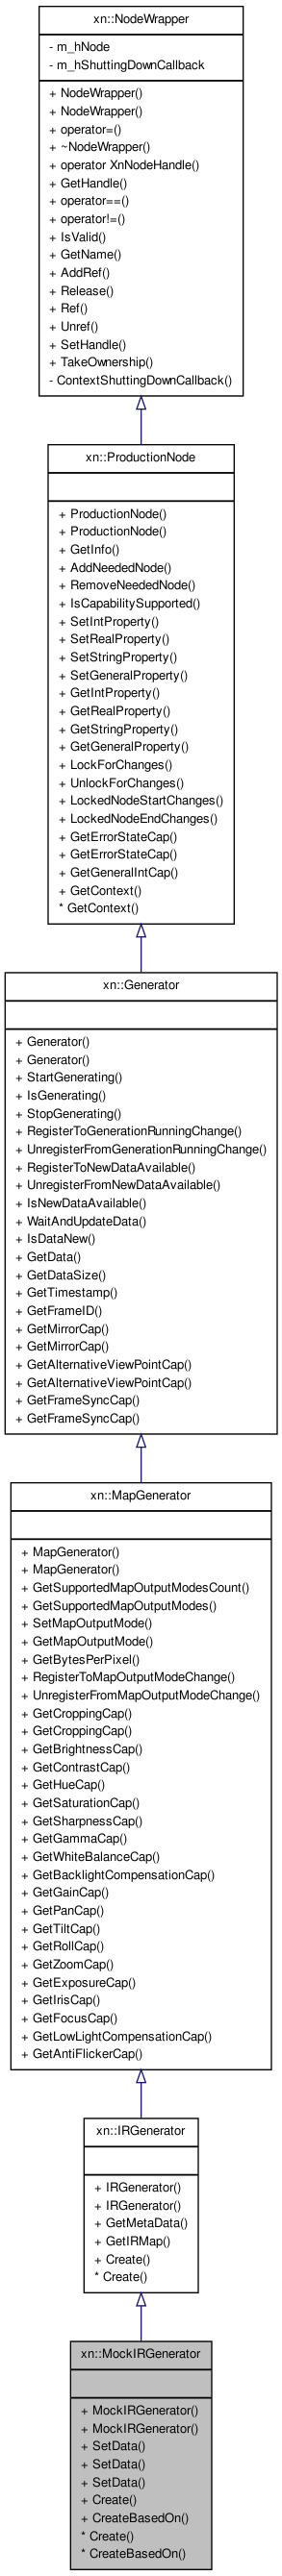 xn::NodeWrapper
- m_hNode
- m_hShuttingDownCallback
+ NodeWrapper()
+ NodeWrapper()
+ operator=()
+ ~NodeWrapper()
+ operator XnNodeHandle()
+ GetHandle()
+ operator==()
+ operator!=()
+ IsValid()
+ GetName()
+ AddRef()
+ Release()
+ Ref()
+ Unref()
+ SetHandle()
+ TakeOwnership()
- ContextShuttingDownCallback()
xn::ProductionNode
+ ProductionNode()
+ ProductionNode()
+ GetInfo()
+ AddNeededNode()
+ RemoveNeededNode()
+ IsCapabilitySupported()
+ SetIntProperty()
+ SetRealProperty()
+ SetStringProperty()
+ SetGeneralProperty()
+ GetIntProperty()
+ GetRealProperty()
+ GetStringProperty()
+ GetGeneralProperty()
+ LockForChanges()
+ UnlockForChanges()
+ LockedNodeStartChanges()
+ LockedNodeEndChanges()
+ GetErrorStateCap()
+ GetErrorStateCap()
+ GetGeneralIntCap()
+ GetContext()
* GetContext()
xn::Generator
+ Generator()
+ Generator()
+ StartGenerating()
+ IsGenerating()
+ StopGenerating()
+ RegisterToGenerationRunningChange()
+ UnregisterFromGenerationRunningChange()
+ RegisterToNewDataAvailable()
+ UnregisterFromNewDataAvailable()
+ IsNewDataAvailable()
+ WaitAndUpdateData()
+ IsDataNew()
+ GetData()
+ GetDataSize()
+ GetTimestamp()
+ GetFrameID()
+ GetMirrorCap()
+ GetMirrorCap()
+ GetAlternativeViewPointCap()
+ GetAlternativeViewPointCap()
+ GetFrameSyncCap()
+ GetFrameSyncCap()
xn::MapGenerator
+ MapGenerator()
+ MapGenerator()
+ GetSupportedMapOutputModesCount()
+ GetSupportedMapOutputModes()
+ SetMapOutputMode()
+ GetMapOutputMode()
+ GetBytesPerPixel()
+ RegisterToMapOutputModeChange()
+ UnregisterFromMapOutputModeChange()
+ GetCroppingCap()
+ GetCroppingCap()
+ GetBrightnessCap()
+ GetContrastCap()
+ GetHueCap()
+ GetSaturationCap()
+ GetSharpnessCap()
+ GetGammaCap()
+ GetWhiteBalanceCap()
+ GetBacklightCompensationCap()
+ GetGainCap()
+ GetPanCap()
+ GetTiltCap()
+ GetRollCap()
+ GetZoomCap()
+ GetExposureCap()
+ GetIrisCap()
+ GetFocusCap()
+ GetLowLightCompensationCap()
+ GetAntiFlickerCap()
xn::IRGenerator
+ IRGenerator()
+ IRGenerator()
+ GetMetaData()
+ GetIRMap()
+ Create()
* Create()
xn::MockIRGenerator
+ MockIRGenerator()
+ MockIRGenerator()
+ SetData()
+ SetData()
+ SetData()
+ Create()
+ CreateBasedOn()
* Create()
* CreateBasedOn()